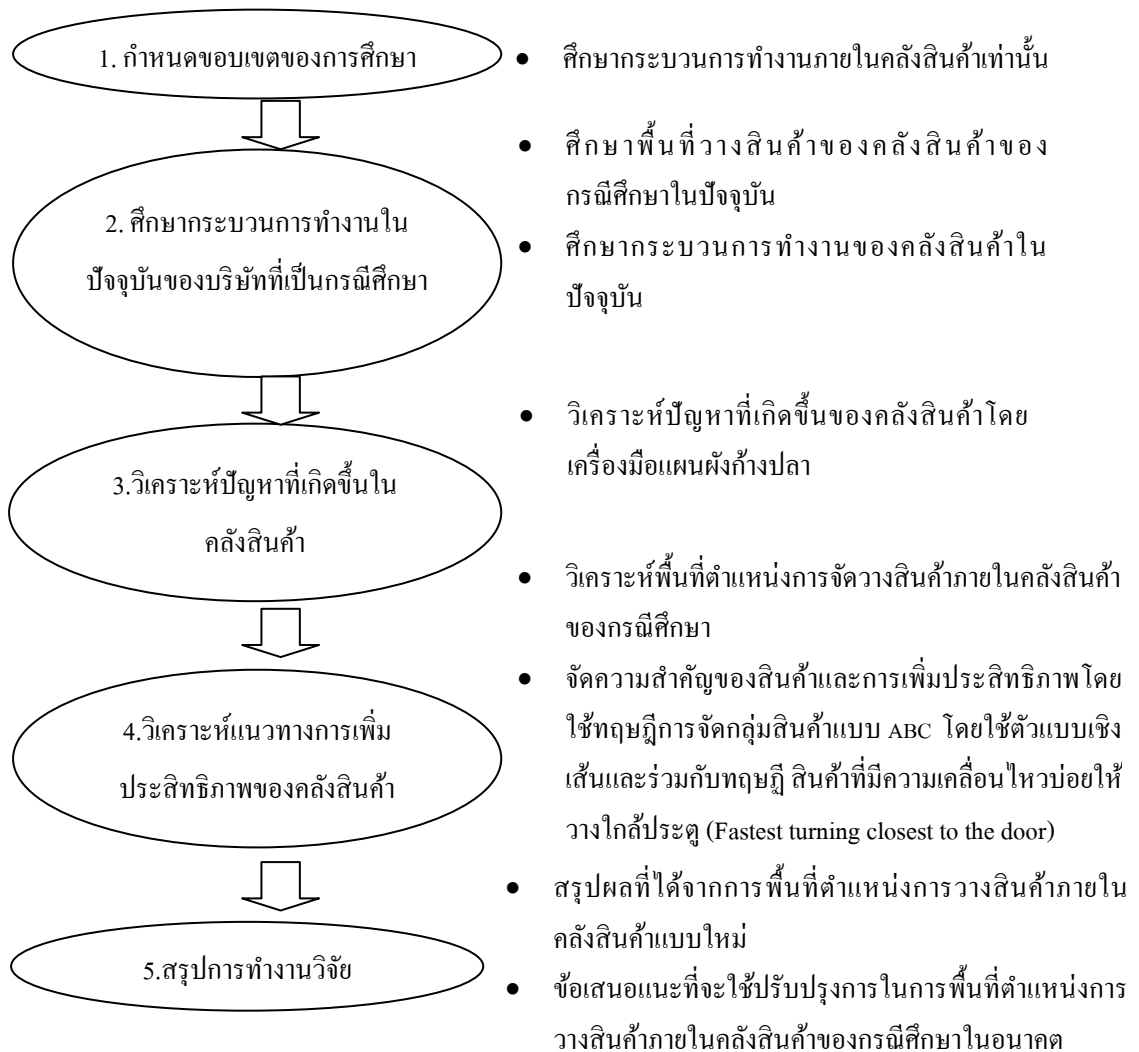 1. กำหนดขอบเขตของการศึกษา
• ศึกษากระบวนการทำงานภายในคลังสินค้าเท่านั้น
2. ศึกษากระบวนการทำงานใน
ปัจจุบันของบริษัทที่เป็นกรณีศึกษา
• ศึกษาพื้นที่วางสินค้าของคลังสินค้าของ
กรณีศึกษาในปัจจุบัน
• ศึกษากระบวนการทำงานของคลังสินค้าใน
ปัจจุบัน
3.วิเคราะห์ปัญหาที่เกิดขึ้นใน
คลังสินค้า
• วิเคราะห์ปัญหาที่เกิดขึ้นของคลังสินค้าโดย
เครื่องมือแผนผังก้างปลา
4.วิเคราะห์แนวทางการเพิ่ม
ประสิทธิภาพของคลังสินค้า
• วิเคราะห์พื้นที่ตำแหน่งการจัดวางสินค้าภายในคลังสินค้า
ของกรณีศึกษา
• จัดความสำคัญของสินค้าและการเพิ่มประสิทธิภาพโดย
ใช้ทฤษฎีการจัดกลุ่มสินค้าแบบ ABC โดยใช้ตัวแบบเชิง
เส้นและร่วมกับทฤษฏี สินค้าที่มีความเคลื่อนไหวบ่อยให้
วางใกล้ประตู (Fastest turning closest to the door)
5.สรุปการทำงานวิจัย
• สรุปผลที่ได้จากการพื้นที่ตำแหน่งการวางสินค้าภายใน
คลังสินค้าแบบใหม่
• ข้อเสนอแนะที่จะใช้ปรับปรุงการในการพื้นที่ตำแหน่งการ
วางสินค้าภายในคลังสินค้าของกรณีศึกษาในอนาคต